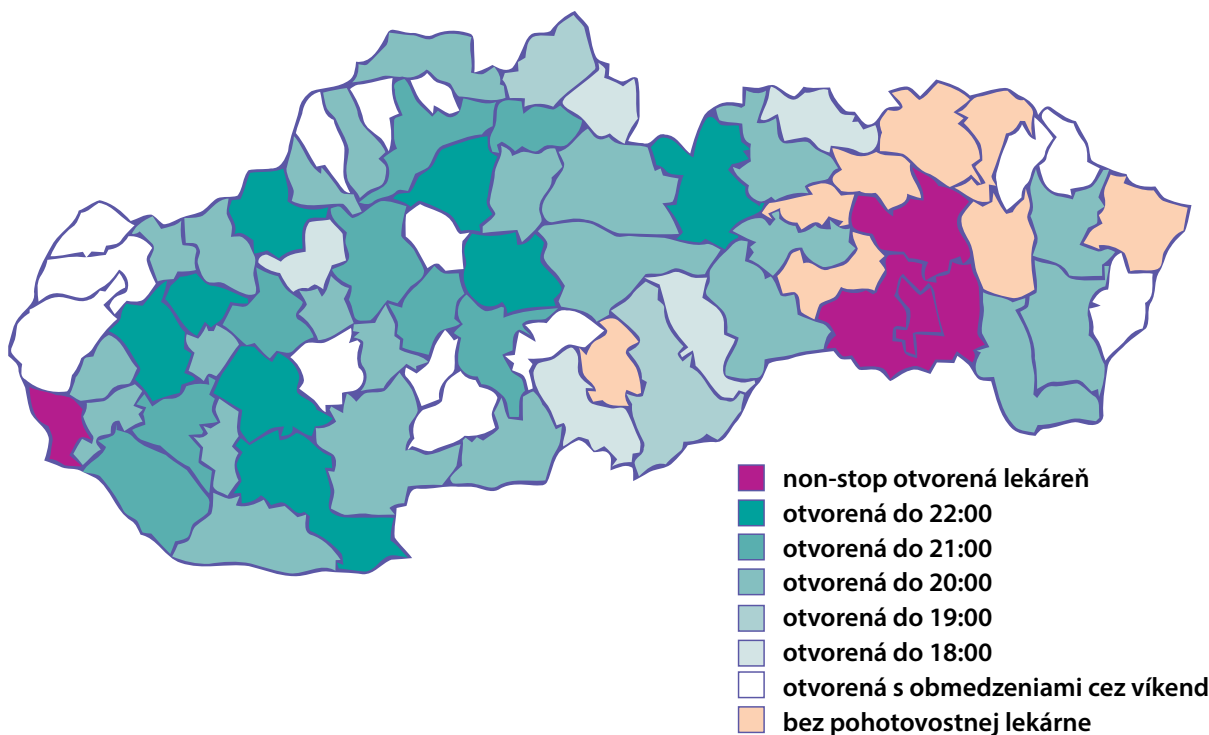 non-stop otvorená lekáreň
otvorená do 22:00
otvorená do 21:00
otvorená do 20:00
otvorená do 19:00
otvorená do 18:00
otvorená s obmedzeniami cez víkend
bez pohotovostnej lekárne